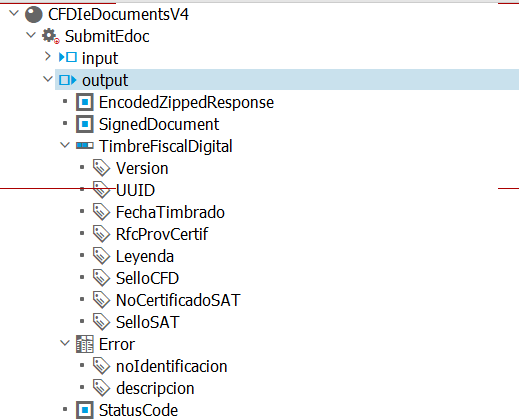 CFDIeDocumentsV4
SubmitEdoc
input
output
EncodedZippedResponse
SignedDocument
TimbreFiscalDigital
Version
UUID
FechaTimbrado
RfcProvCertif
Leyenda
SelloCFD
NoCertificadoSAT
SelloSAT
Error
noIdentificacion
descripcion
StatusCode